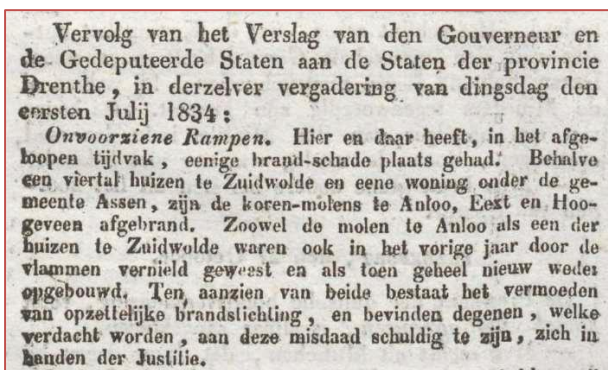 Vervolg van het Verslag van den Gouverneur en
de Gedeputeerde Staten aan de Staten der provincie
Drenthe, in derzelver vergadering van dingsdag den
eersten Julij 1834:
Onvoorziene Rampen. Hier en daar heeft, in het afge-
loopen tijdvak, eenige brand-schade plaats gehad. Behalve
een viertal huizen te Zuidwolde en eene woning onder de ge-
meente Assen, zijn de koren-molens te Anloo, Eext en Hoo-
geveen afgebrand. Zoowel de molen te Anloo als een der
huizen te Zuidwolde waren ook in het vorige jaar door de
vlammen vernield geweest en als toen geheel nieuw weder
opgebouwd. Ten, aanzien van beide bestaat het vermoeden
van opzettelijke brandstichting, en bevinden degenen, welke
verdacht worden, aan deze misdaad schuldig te zijn, zich in
handen der Justitie.